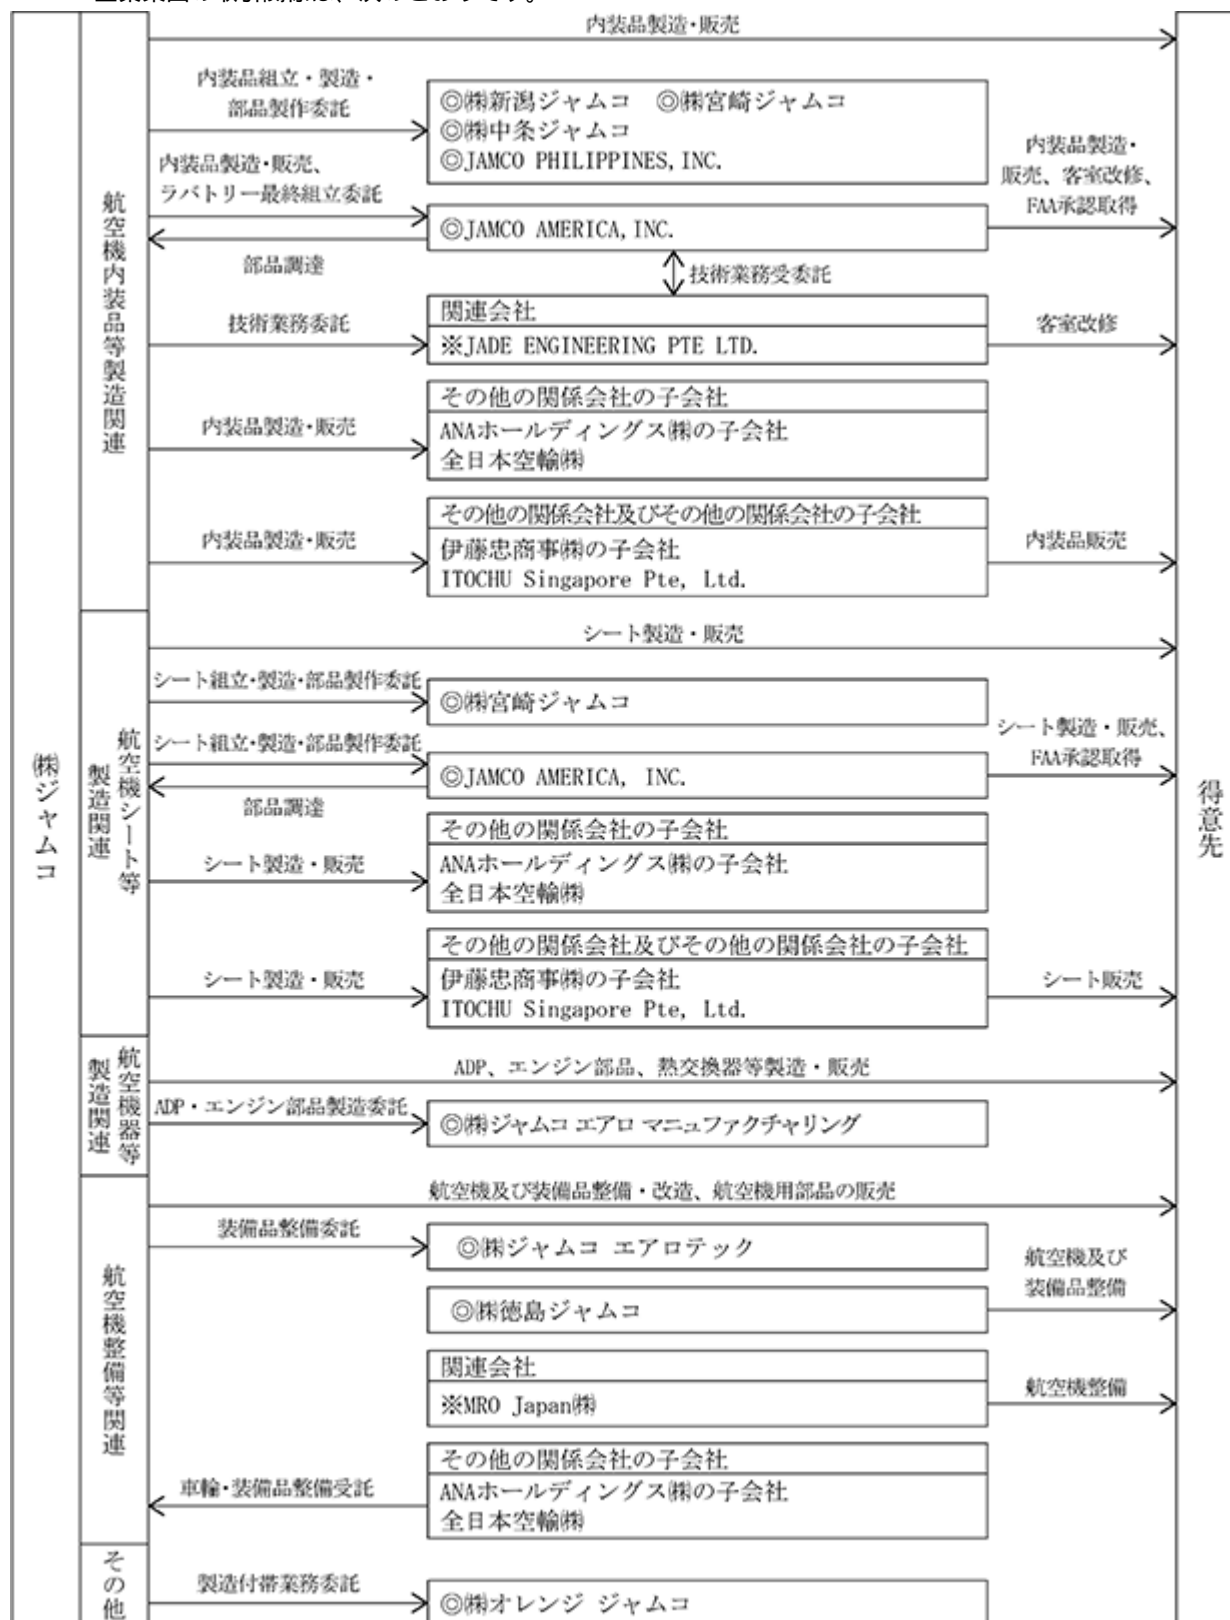 内装品製造・販売
内装品組立・製造・
部品製作委託
◎㈱新潟ジャムコ ◎㈱宮崎ジャムコ
◎㈱中条ジャムコ
◎JAMCO PHILIPPINES, INC.
内装品製造・販売、
ラバトリー最終組立委託
内装品製造・
販売、客室改修、
FAA承認取得
◎JAMCO AMERICA, INC.
部品調達
技術業務受委託
航空機内装品等製造関連
技術業務委託
関連会社
※JADE ENGINEERING PTE LTD.
客室改修
その他の関係会社の子会社
内装品製造・販売
ANAホールディングス㈱の子会社
全日本空輸㈱
その他の関係会社及びその他の関係会社の子会社
内装品製造・販売
伊藤忠商事㈱の子会社
ITOCHU Singapore Pte, Ltd.
内装品販売
シート製造・販売
シート組立・製造・部品製作委託
◎㈱宮崎ジャムコ
シート組立・製造・部品製作委託
◎JAMCO AMERICA, INC.
シート製造・販売、
FAA承認取得
部品調達
航空機シート等
製造関連
㈱ジャムコ
得意先
その他の関係会社の子会社
シート製造・販売
ANAホールディングス㈱の子会社
全日本空輸㈱
その他の関係会社及びその他の関係会社の子会社
シート製造・販売
伊藤忠商事㈱の子会社
ITOCHU Singapore Pte, Ltd.
シート販売
航空機器等
製造関連
ADP、エンジン部品、熱交換器等製造・販売
ADP・エンジン部品製造委託
◎㈱ジャムコ エアロ マニュファクチャリング
航空機及び装備品整備・改造、航空機用部品の販売
装備品整備委託
◎㈱ジャムコ エアロテック
航空機及び
装備品整備
◎㈱徳島ジャムコ
航空機整備等関連
関連会社
※MRO Japan㈱
航空機整備
その他の関係会社の子会社
車輪・装備品整備受託
ANAホールディングス㈱の子会社
全日本空輸㈱
その他
製造付帯業務委託
◎㈱オレンジ ジャムコ